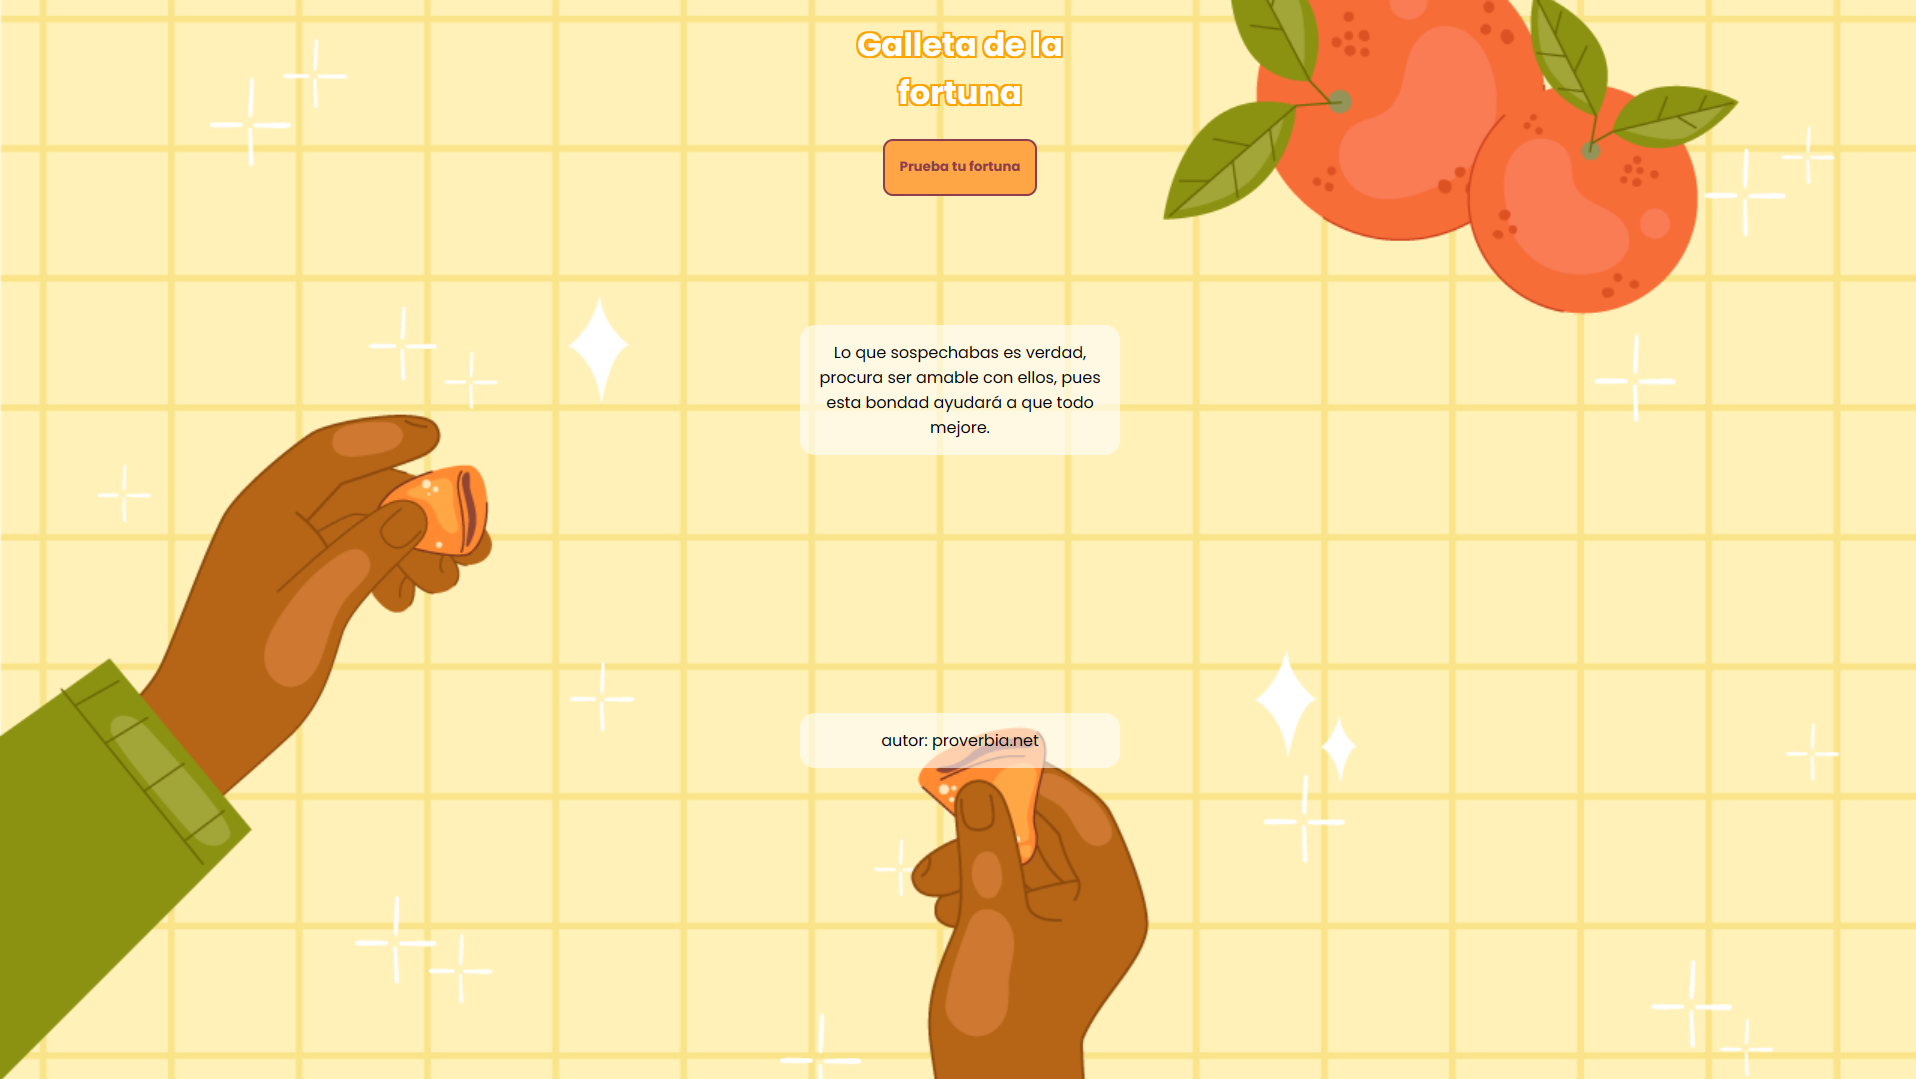 Galleta de la
fortuna
Prueba tu fortuna
Lo que sospechabas es verdad,
procura ser amable con ellos, pues
esta bondad ayudará a que todo
mejore.
autor: proverbia.net